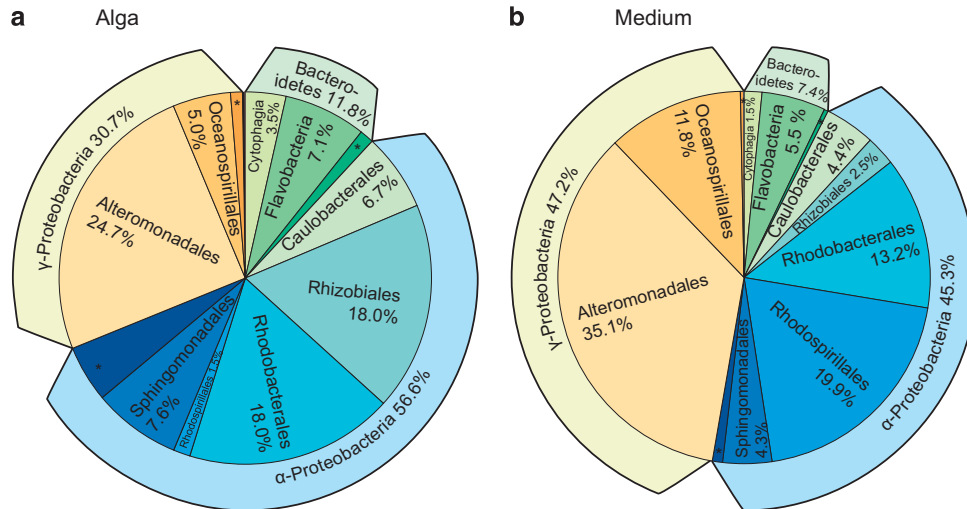 a
Alga
Bactero-
idetes 11.8%
Cytophagia
3.5%
Flavobacteria
7.1%
*
Caulobacterales
6.7%
Rhizobiales
18.0%
Rhodobacterales
18.0%
Rhodospirillales 1.5%
Sphingomonadales
7.6%
*
α-Proteobacteria 56.6%
Alteromonadales
24.7%
Oceanospirillales
5.0%
*
γ-Proteobacteria 30.7%
b
Medium
Bactero-
idetes 7.4%
*
Cytophagia 1.5%
Flavobacteria
5.5 %
*
Caulobacterales
4.4%
Rhizobiales 2.5%
Rhodobacterales
13.2%
Rhodospirillales
19.9%
Sphingomonadales
4.3%
*
α-Proteobacteria 45.3%
Alteromonadales
35.1%
Oceanospirillales
11.8%
γ-Proteobacteria 47.2%